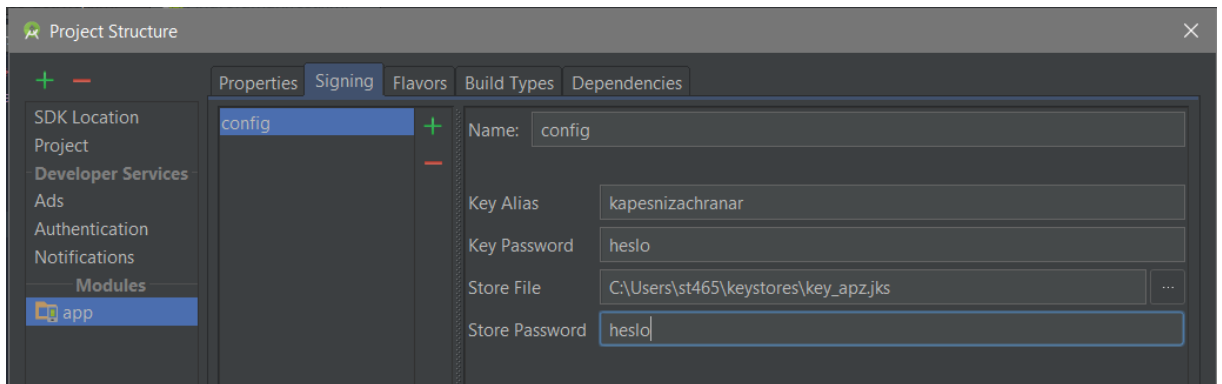 Project Structure
Properties Signing Flavors Build Types Dependencies
SDK Location
Project
Developer Services
Ads
Authentication
Notifications
Modules
app
config
Name: config
Key Alias kapesnizachranar
Key Password heslo
Store File C:\Users\st465\keystores\key_apz.jks ...
Store Password heslo